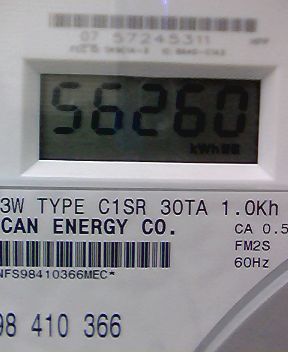 07 57245311
56260
kWh
3W TYPE C1SR 30TA 1.0Kh
CAN ENERGY CO.
CA 0.5
FM2S
60Hz
NFS98410366MEC*
98 410 366